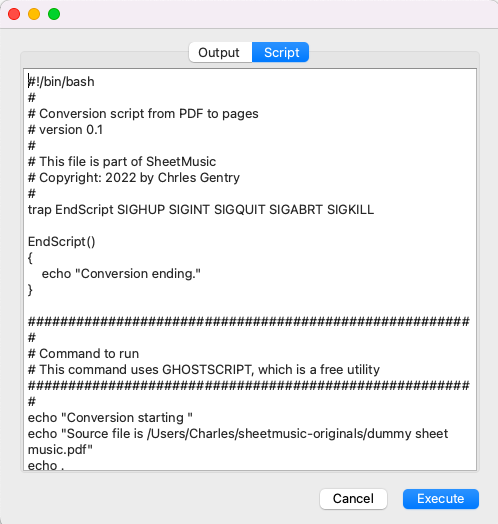 Output Script
#!/bin/bash
#
# Conversion script from PDF to pages
# version 0.1
#
# This file is part of SheetMusic
# Copyright: 2022 by Chrles Gentry
#
trap EndScript SIGHUP SIGINT SIGQUIT SIGABRT SIGKILL
EndScript()
{
echo "Conversion ending."
}
#######################################################
#
# Command to run
# This command uses GHOSTSCRIPT, which is a free utility
#######################################################
#
echo "Conversion starting "
echo "Source file is /Users/Charles/sheetmusic-originals/dummy sheet
music.pdf"
echo .
Cancel Execute